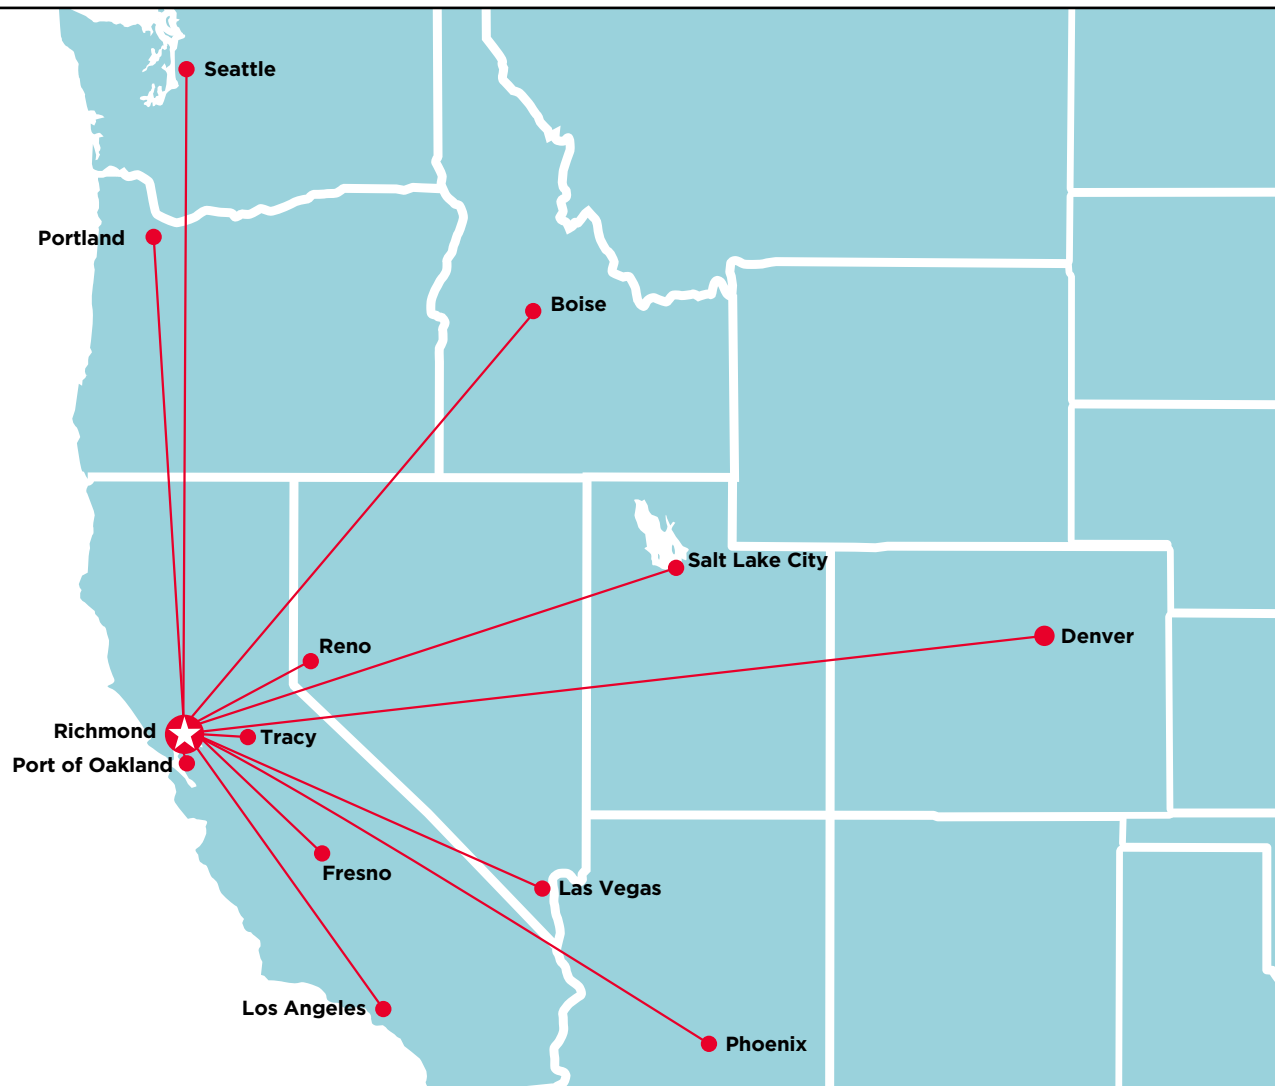 Seattle
Portland
Boise
Salt Lake City
Denver
Reno
Richmond
Tracy
Port of Oakland
Fresno
Las Vegas
Los Angeles
Phoenix